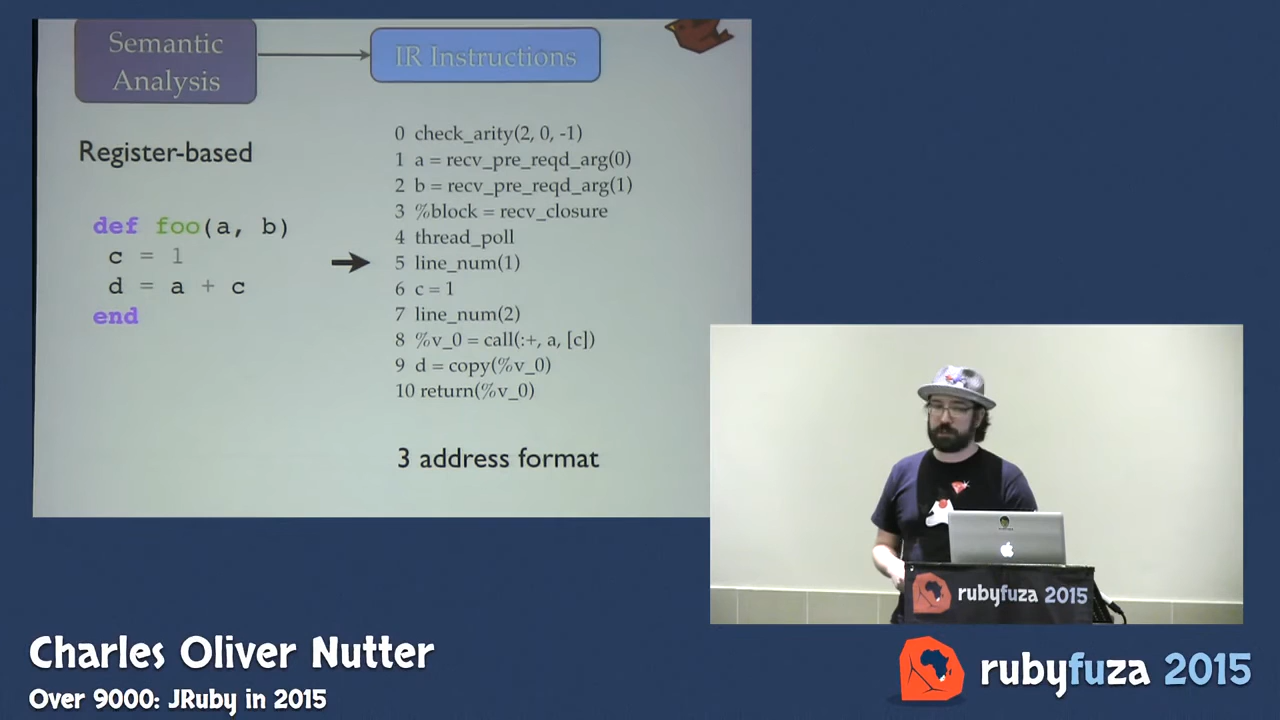 Semantic
Analysis
IR Instructions
Register-based
def foo(a, b)
c = 1
d = a + c
end
0 check_arity(2, 0, -1)
1 a = recv_pre_reqd_arg(0)
2 b = recv_pre_reqd_arg(1)
3 %block = recv_closure
4 thread_poll
5 line_num(1)
6 c = 1
7 line_num(2)
8 %v_0 = call(:+, a, [c])
9 d = copy(%v_0)
10 return(%v_0)
3 address format
rubyfuza 2015
Charles Oliver Nutter
Over 9000: JRuby in 2015
rubyfuza 2015